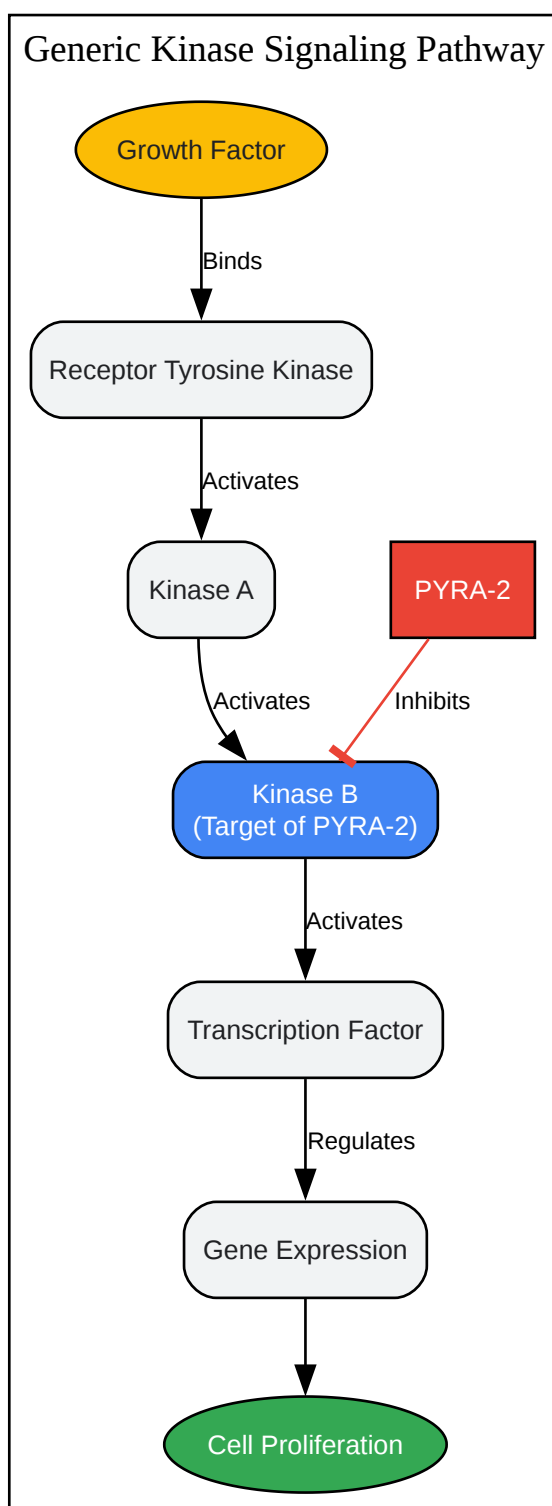 Generic Kinase Signaling Pathway
Growth Factor
Binds
Receptor Tyrosine Kinase
Activates
Kinase A
PYRA-2
Activates
Inhibits
Kinase B
(Target of PYRA-2)
Activates
Transcription Factor
Regulates
Gene Expression
Cell Proliferation